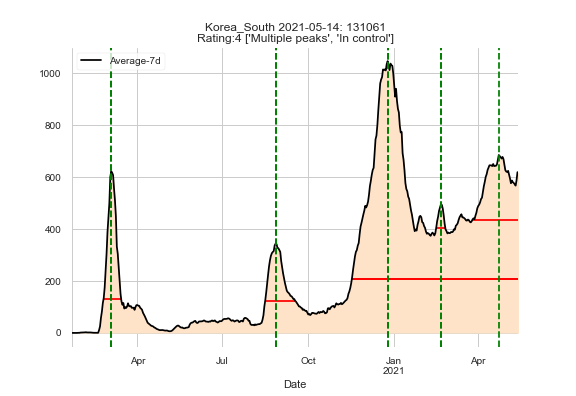 Korea_South 2021-05-14: 131061
Rating:4 ['Multiple peaks', 'In control']
Average-7d
1000
800
600
400
200
0
Apr
Jul
Oct
Jan
2021
Apr
Date